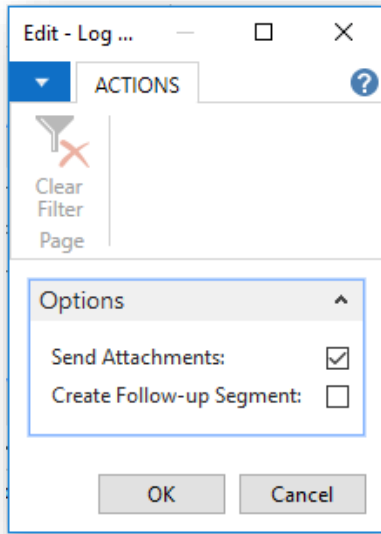 Edit - Log ...
ACTIONS
?
Clear
Filter
Page
Options
Send Attachments:
Create Follow-up Segment:
OK
Cancel